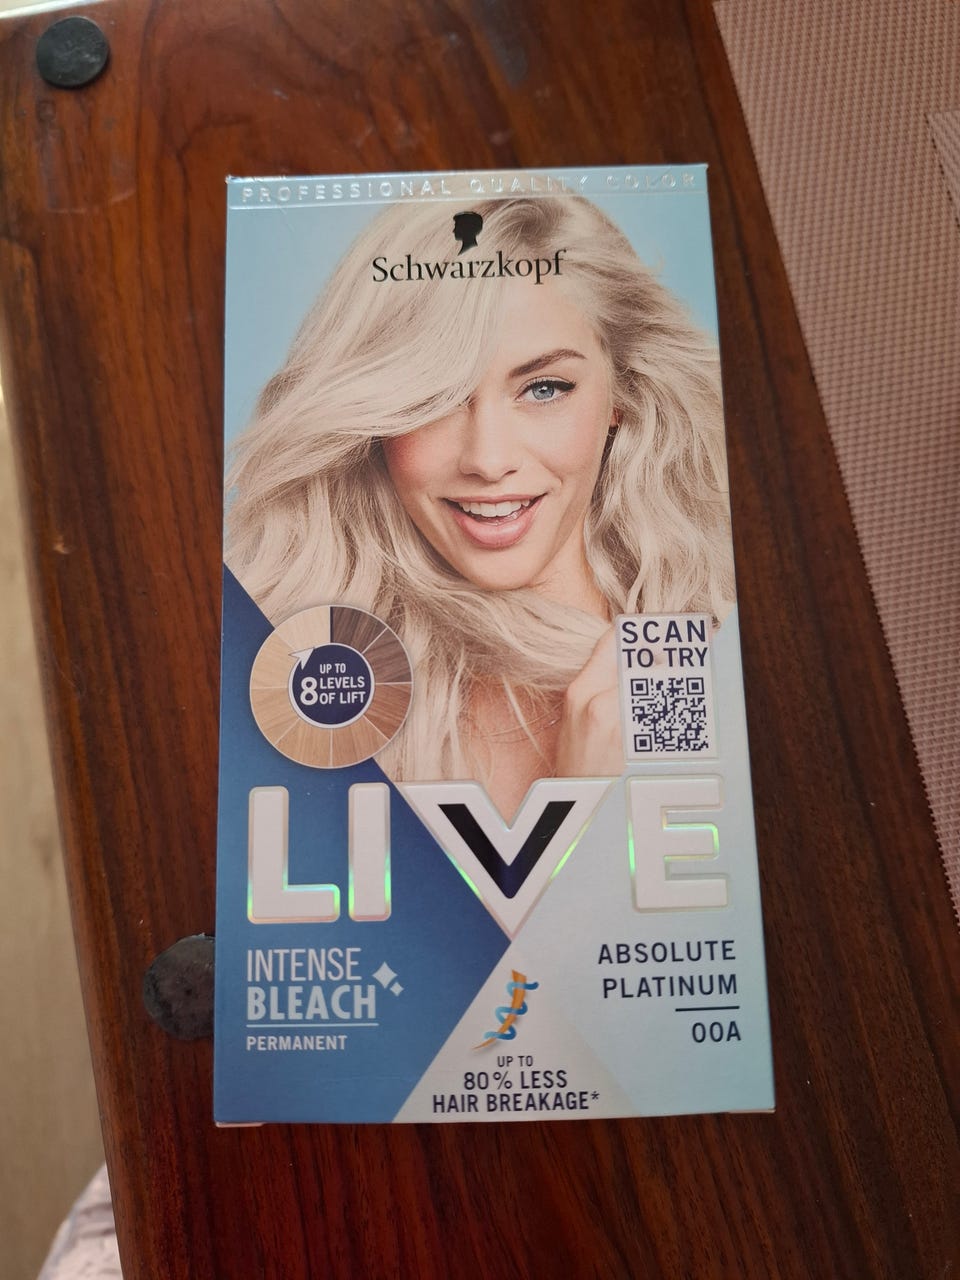 PROFESSIONAL QUALITY COLOR
Schwarzkopf
UP TO
8 LEVELS
OF LIFT
SCAN
TO TRY
LIVE
INTENSE
BLEACH
PERMANENT
ABSOLUTE
PLATINUM
00A
UP TO
80% LESS
HAIR BREAKAGE*